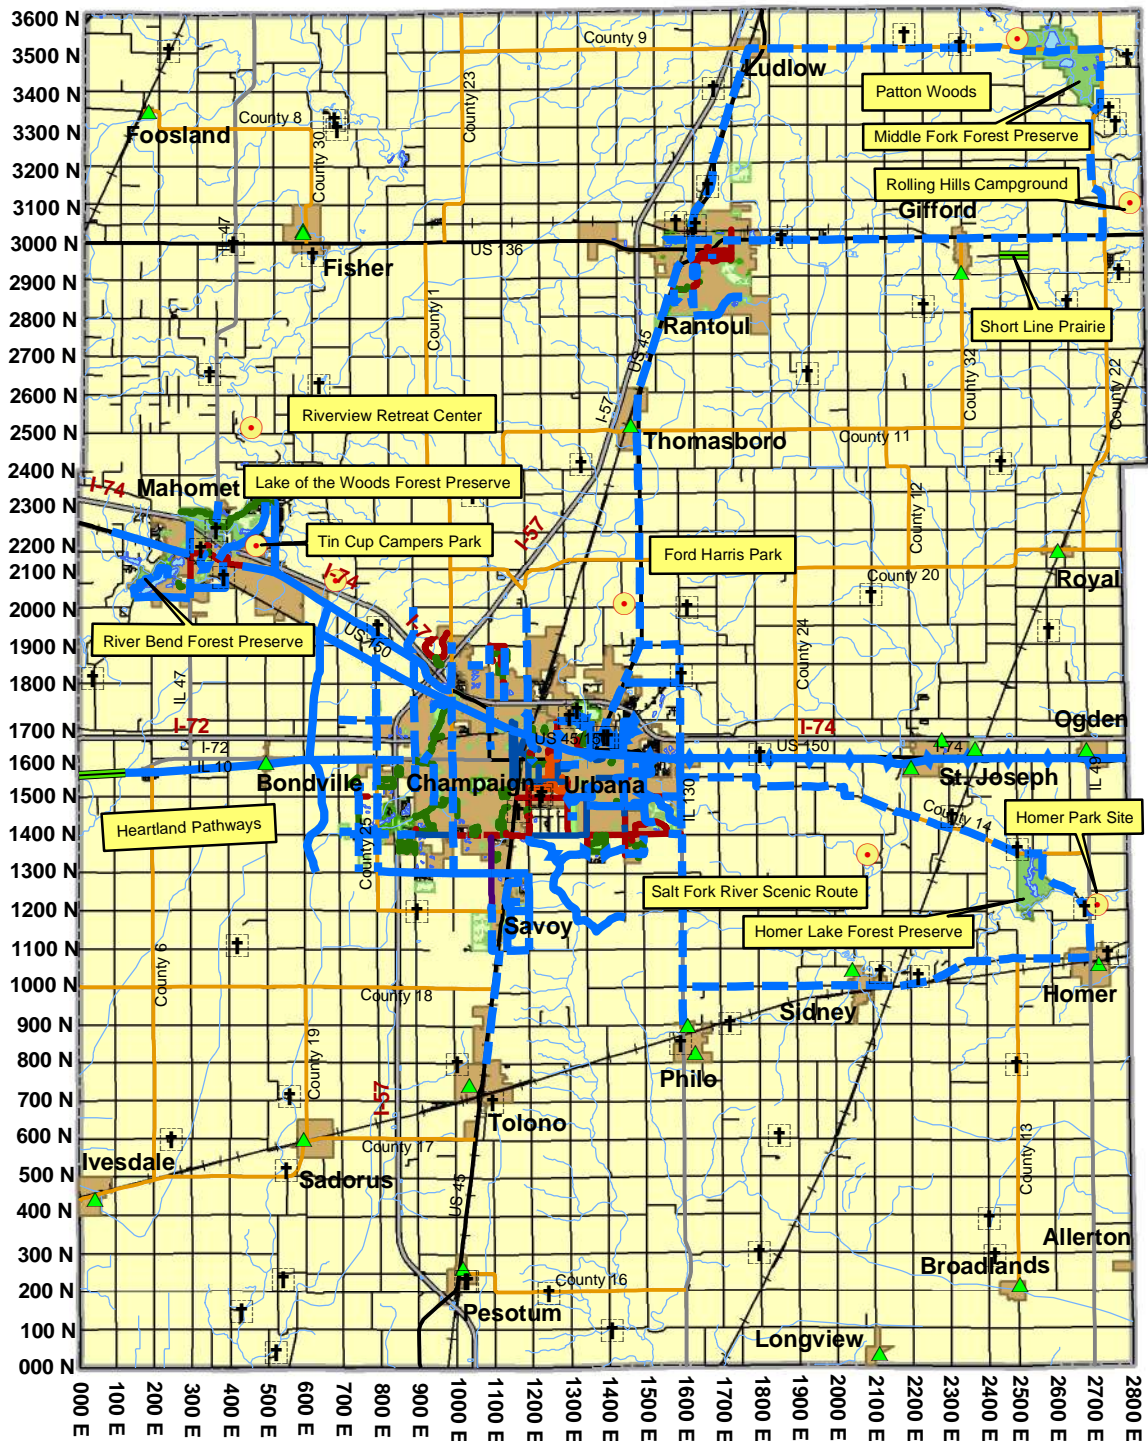 3600 N
3500 N
3400 N
3300 N
3200 N
3100 N
3000 N
2900 N
2800 N
2700 N
2600 N
2500 N
2400 N
2300 N
2200 N
2100 N
2000 N
1900 N
1800 N
1700 N
1600 N
1500 N
1400 N
1300 N
1200 N
1100 N
1000 N
900 N
800 N
700 N
600 N
500 N
400 N
300 N
200 N
100 N
000 N
County 9
Ludlow
County 23
Patton Woods
Foosland
County 8
County 30
Middle Fork Forest Preserve
Rolling Hills Campground
Gifford
IL 47
US 136
Fisher
County 1
Rantoul
Short Line Prairie
US 45
County 32
County 22
Riverview Retreat Center
I-57
Thomasboro
County 11
I-74
Mahomet
Lake of the Woods Forest Preserve
County 12
Tin Cup Campers Park
I-57
Ford Harris Park
I-74
County 20
Royal
River Bend Forest Preserve
US 150
I-74
County 24
IL 47
I-72
I-72
IL 10
I-74
US 150
I-74
Ogden
US 45/150
Bondville
Champaign
Urbana
St. Joseph
IL 49
IL 130
Heartland Pathways
County 25
County 14
Homer Park Site
Salt Fork River Scenic Route
Savoy
Homer Lake Forest Preserve
County 6
County 18
Sidney
Homer
County 19
Philo
I-57
Tolono
County 17
Ivesdale
Sadorus
County 13
US 45
Allerton
Broadlands
County 16
Pesotum
Longview
000 E
100 E
200 E
300 E
400 E
500 E
600 E
700 E
800 E
900 E
1000 E
1100 E
1200 E
1300 E
1400 E
1500 E
1600 E
1700 E
1800 E
1900 E
2000 E
2100 E
2200 E
2300 E
2400 E
2500 E
2600 E
2700 E
2800 E